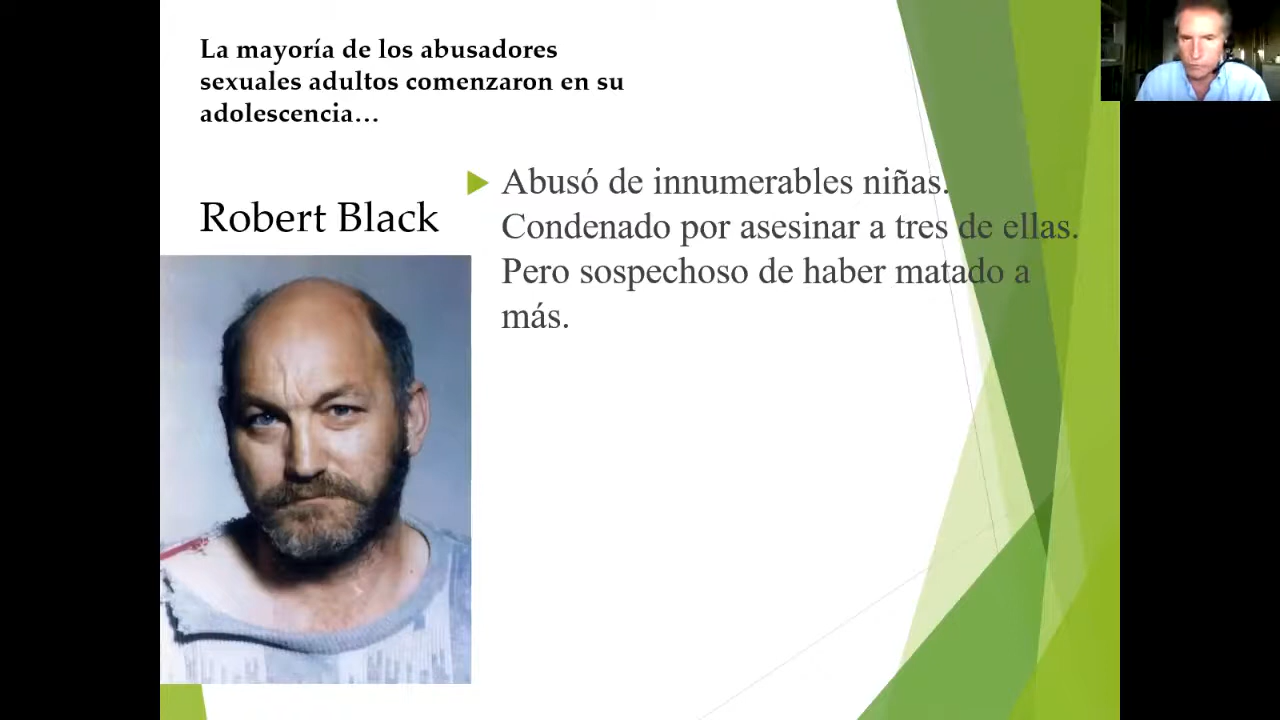 La mayoría de los abusadores
sexuales adultos comenzaron en su
adolescencia…
Robert Black
Abusó de innumerables niñas.
Condenado por asesinar a tres de ellas.
Pero sospechoso de haber matado a
más.